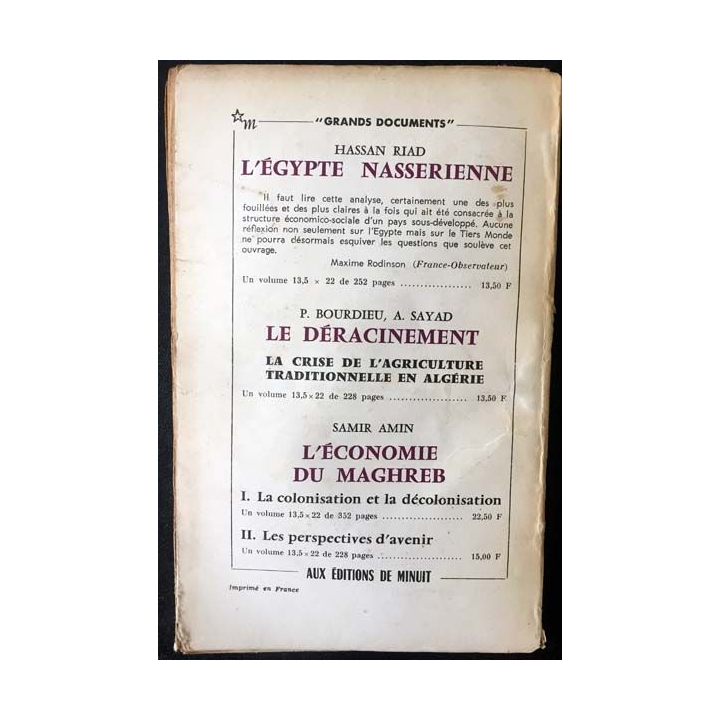 m "GRANDS DOCUMENTS"
HASSAN RIAD
L'ÉGYPTE NASSERIENNE
Il faut lire cette analyse, certainement une des plus
fouillées et des plus claires à la fois qui ait été consacrée à la
structure économico-sociale d'un pays sous-développé. Aucune
réflexion non seulement sur l'Egypte mais sur le Tiers Monde
ne pourra désormais esquiver les questions que soulève cet
ouvrage.
Maxime Rodinson (France-Observateur)
Un volume 13,5 × 22 de 252 pages .................. 13,50 F
P. BOURDIEU, A. SAYAD
LE DÉRACINEMENT
LA CRISE DE L'AGRICULTURE
TRADITIONNELLE EN ALGÉRIE
Un volume 13,5×22 de 228 pages .................... 13,50 F
SAMIR AMIN
L'ÉCONOMIE
DU MAGHREB
I. La colonisation et la décolonisation
Un volume 13,5×22 de 352 pages ..................... 22,50 F
II. Les perspectives d'avenir
Un volume 13,5×22 de 228 pages ...................... 15,00 F
AUX ÉDITIONS DE MINUIT
Imprimé en France